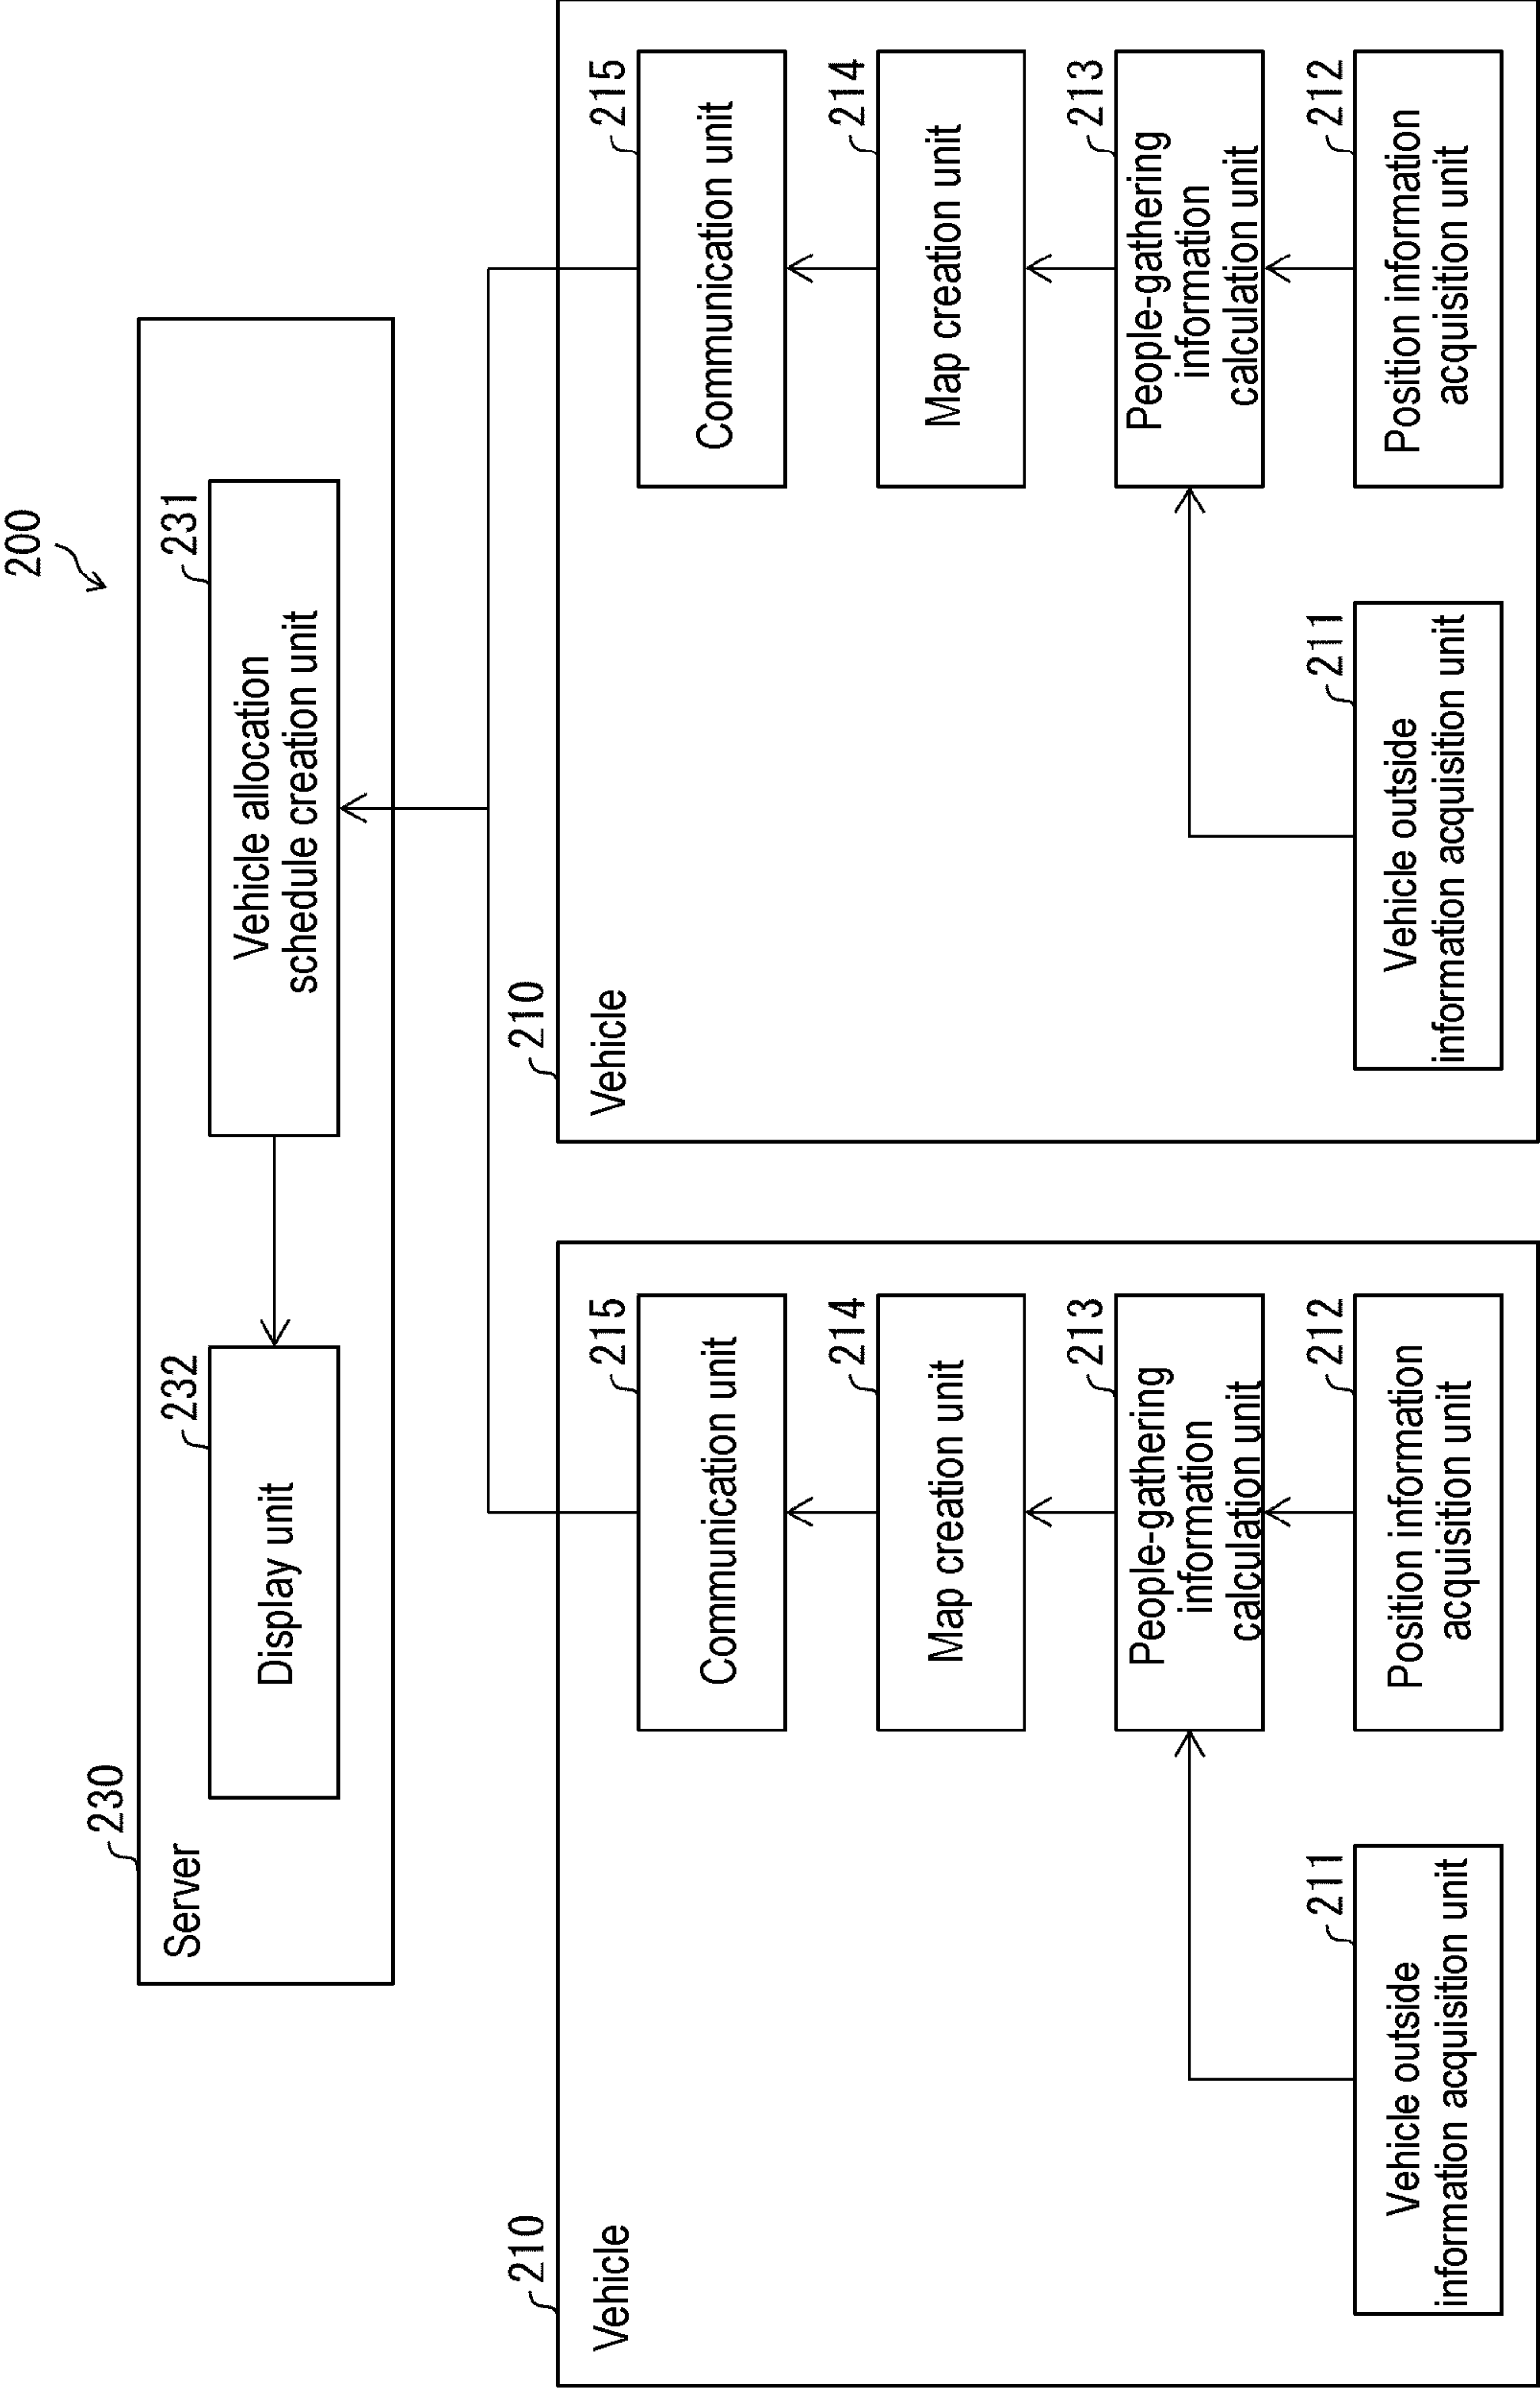 200
230
Server
232
Display unit
231
Vehicle allocation
schedule creation unit
210
Vehicle
215
Communication unit
214
Map creation unit
213
People-gathering
information
calculation unit
211
Vehicle outside
information acquisition unit
212
Position information
acquisition unit
210
Vehicle
215
Communication unit
214
Map creation unit
213
People-gathering
information
calculation unit
211
Vehicle outside
information acquisition unit
212
Position information
acquisition unit